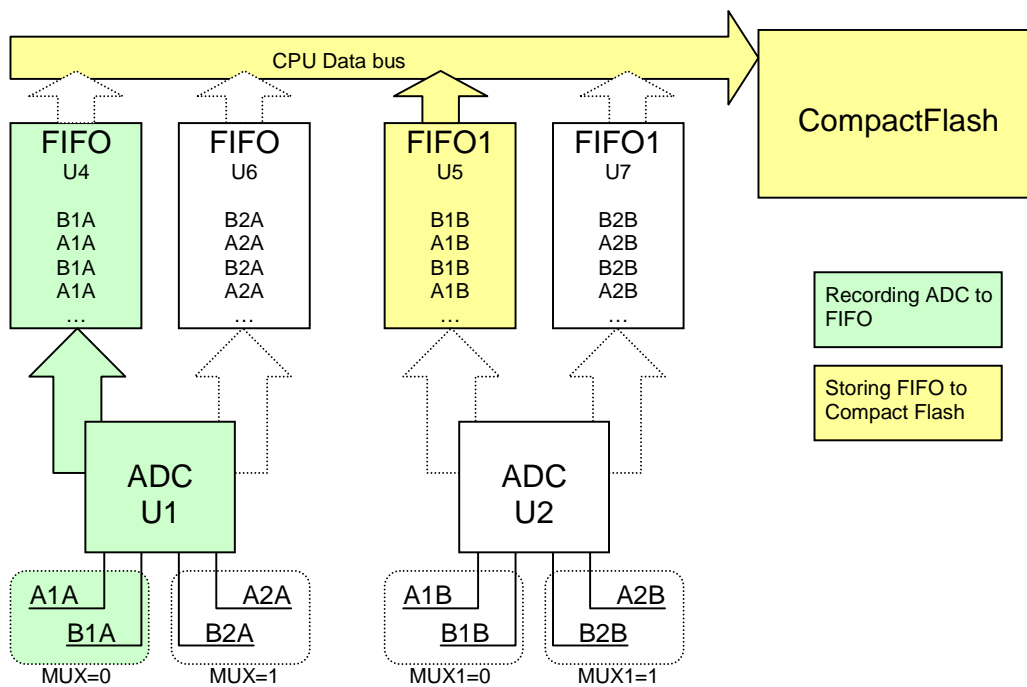 CPU Data bus
CompactFlash
FIFO
U4
B1A
A1A
B1A
A1A
...
FIFO
U6
B2A
A2A
B2A
A2A
...
FIFO1
U5
B1B
A1B
B1B
A1B
...
FIFO1
U7
B2B
A2B
B2B
A2B
...
Recording ADC to
FIFO
Storing FIFO to
Compact Flash
ADC
U1
ADC
U2
A1A
B1A
MUX=0
A2A
B2A
MUX=1
A1B
B1B
MUX1=0
A2B
B2B
MUX1=1